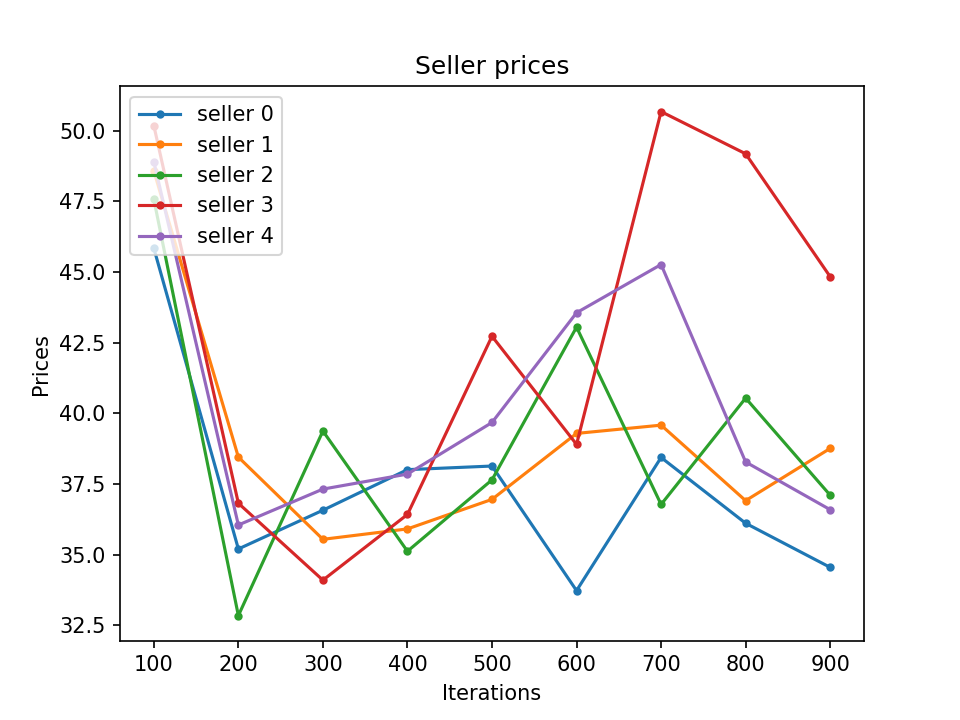 Seller prices
seller 0
seller 1
seller 2
seller 3
seller 4
Prices
50.0
47.5
45.0
42.5
40.0
37.5
35.0
32.5
100 200 300 400 500 600 700 800 900
Iterations